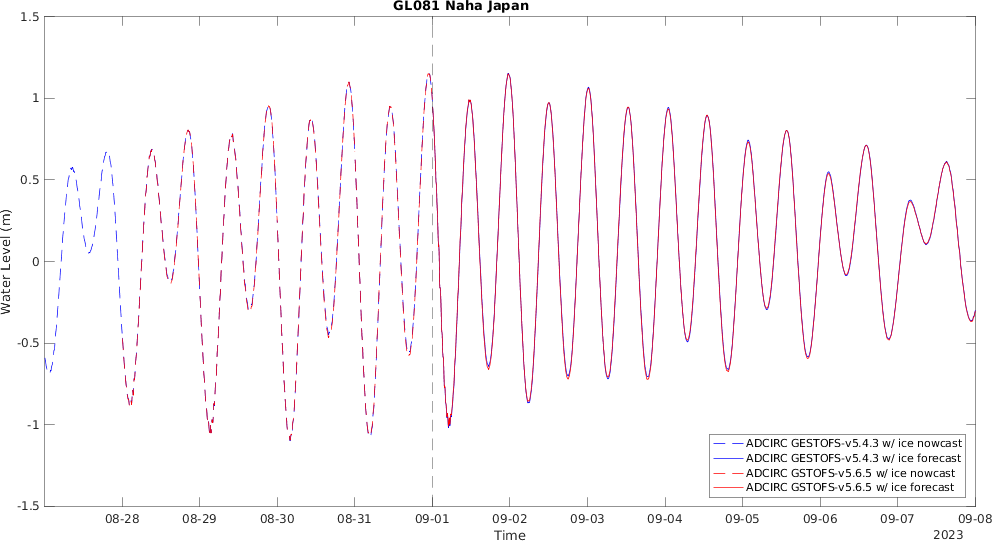 GL081 Naha Japan
1.5
1
0.5
0
-0.5
-1
-1.5
Water Level (m)
ADCIRC GESTOFS-v5.4.3 w/ ice nowcast
ADCIRC GESTOFS-v5.4.3 w/ ice forecast
ADCIRC GSTOFS-v5.6.5 w/ ice nowcast
ADCIRC GSTOFS-v5.6.5 w/ ice forecast
08-28 08-29 08-30 08-31 09-01 09-02 09-03 09-04 09-05 09-06 09-07 09-08
Time
2023